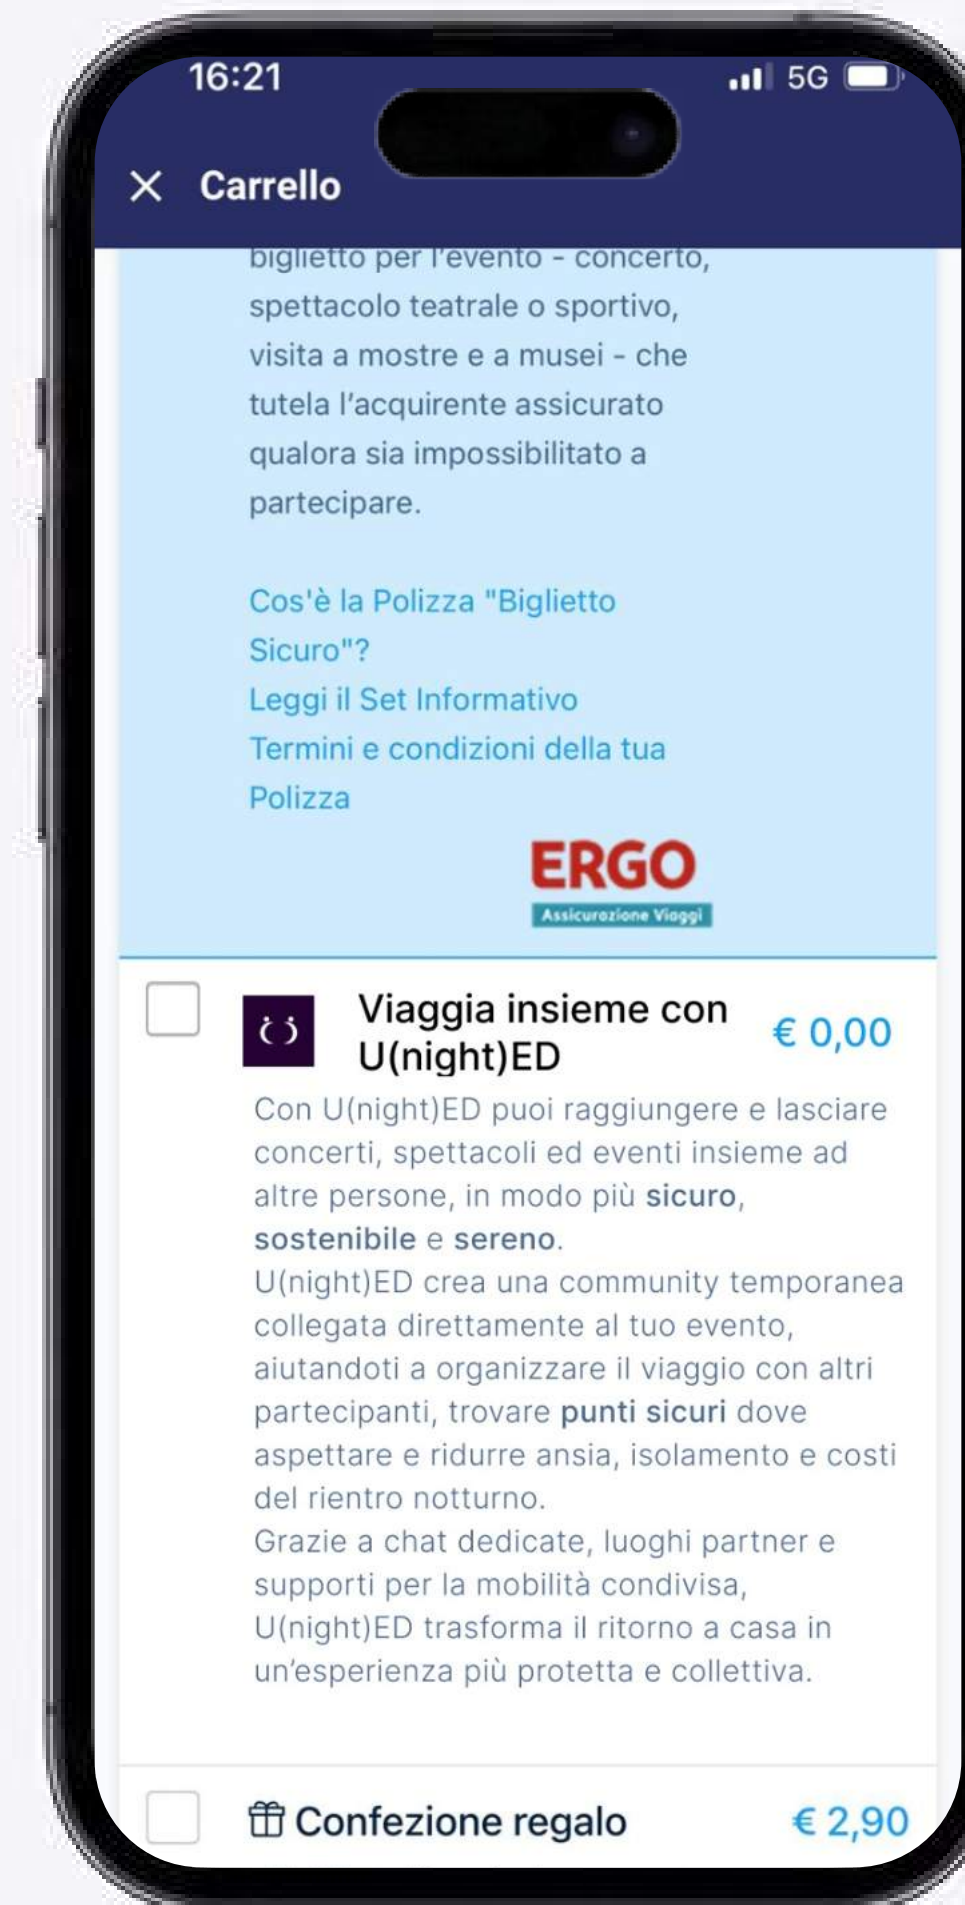 16:21
5G
Carrello
biglietto per l'evento - concerto,
spettacolo teatrale o sportivo,
visita a mostre e a musei - che
tutela l'acquirente assicurato
qualora sia impossibilitato a
partecipare.
Cos'è la Polizza "Biglietto
Sicuro"?
Leggi il Set Informativo
Termini e condizioni della tua
Polizza
ERGO
Assicurazione Viaggi
Viaggia insieme con
U(night)ED
€ 0,00
Con U(night)ED puoi raggiungere e lasciare
concerti, spettacoli ed eventi insieme ad
altre persone, in modo più sicuro,
sostenibile e sereno.
U(night)ED crea una community temporanea
collegata direttamente al tuo evento,
aiutandoti a organizzare il viaggio con altri
partecipanti, trovare punti sicuri dove
aspettare e ridurre ansia, isolamento e costi
del rientro notturno.
Grazie a chat dedicate, luoghi partner e
supporti per la mobilità condivisa,
U(night)ED trasforma il ritorno a casa in
un'esperienza più protetta e collettiva.
Confezione regalo
€ 2,90